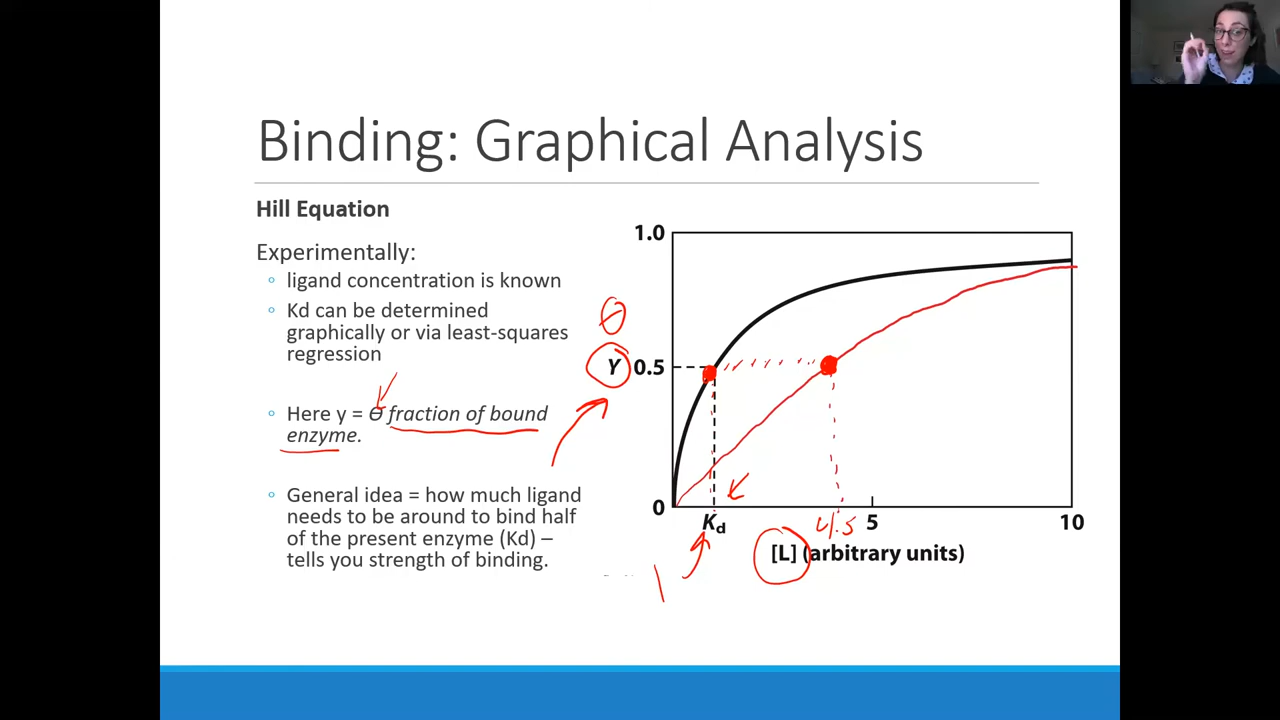 Binding: Graphical Analysis
Hill Equation
Experimentally:
◦ ligand concentration is known
◦ Kd can be determined
graphically or via least-squares
regression
◦ Here y = Θ fraction of bound
enzyme.
◦ General idea = how much ligand
needs to be around to bind half
of the present enzyme (Kd) –
tells you strength of binding.
1.0
θ
Y 0.5
0
Kd 4.5 5 10
[L] (arbitrary units)
1